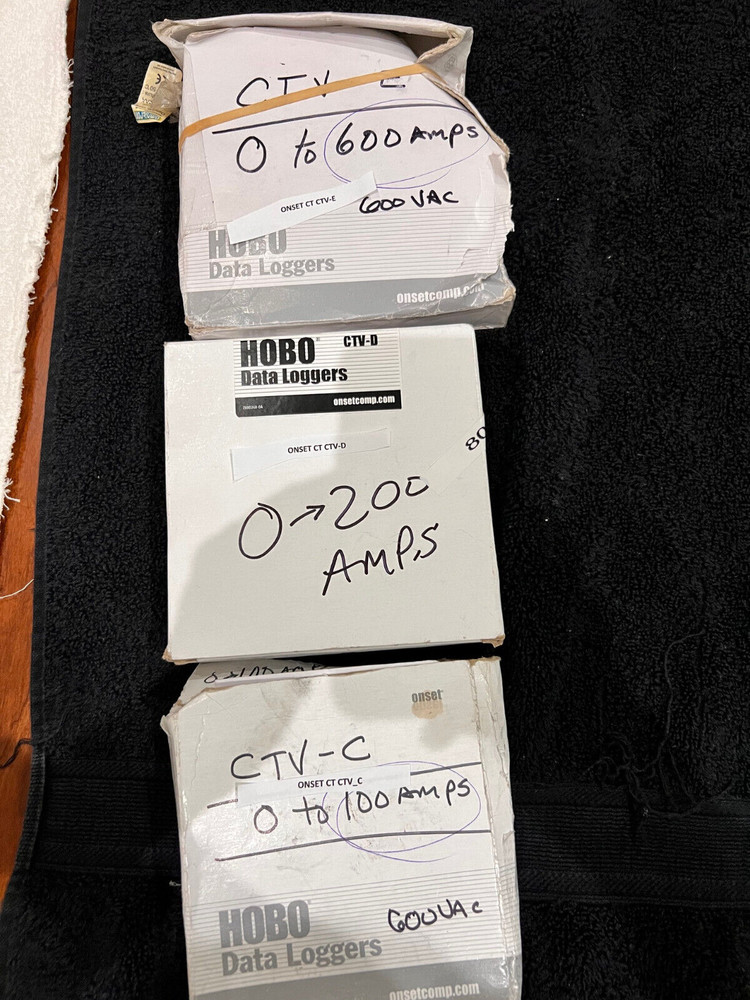 CTV E
0 to 600 AMPS
ONSET CT CTV-E
600 VAC
HOBO
Data Loggers
onsetcomp.com
HOBO® CTV-D
Data Loggers
onsetcomp.com
ONSET CT CTV-D
80
0→200
AMPS
onset
CTV-C
ONSET CT CTV_C
0 to 100 AMPS
600 VAC
HOBO®
Data Loggers
onsetcomp.com